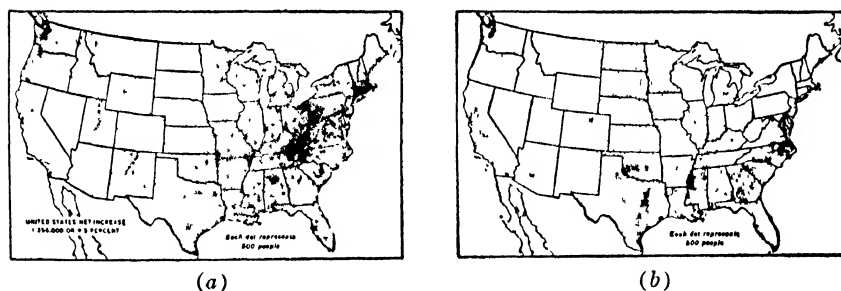 UNITED STATES NET INCREASE
Each dot represents
500 people
Each dot represents
500 people
(a)
(b)